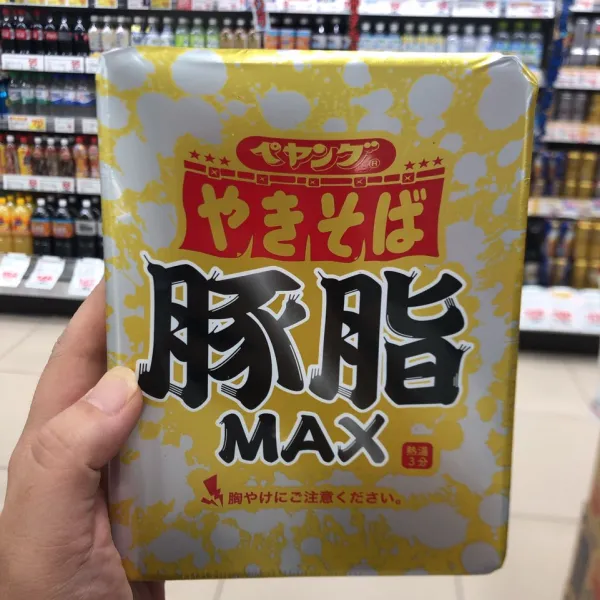 ペヤング®
やきそば
豚脂
MAX
熱湯
3分
胸やけにご注意ください。